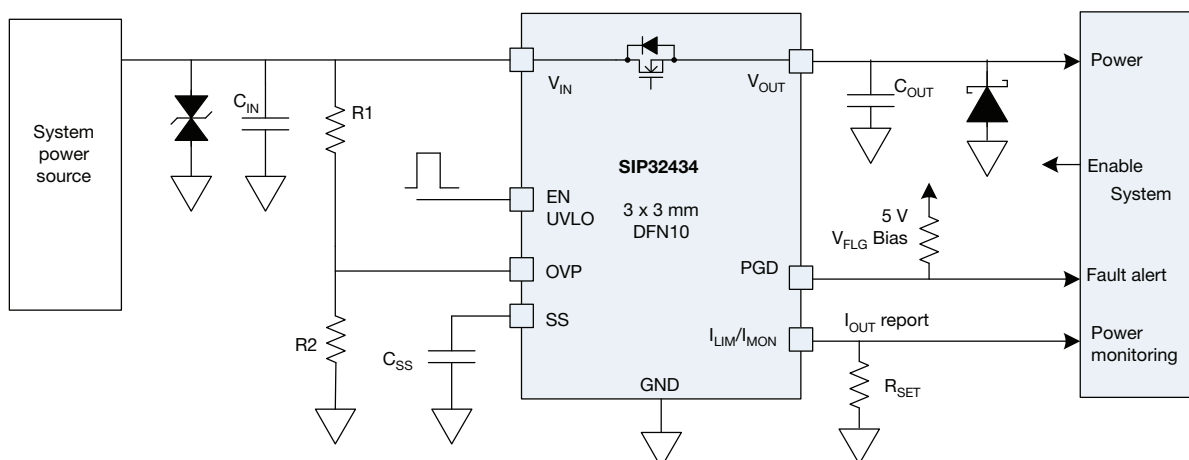 System
power
source
C_IN
R1
R2
C_SS
V_IN
V_OUT
SIP32434
3 x 3 mm
DFN10
EN
UVLO
OVP
SS
GND
PGD
I_LIM/I_MON
C_OUT
5 V
V_FLG Bias
I_OUT report
R_SET
Power
Enable
System
Fault alert
Power
monitoring